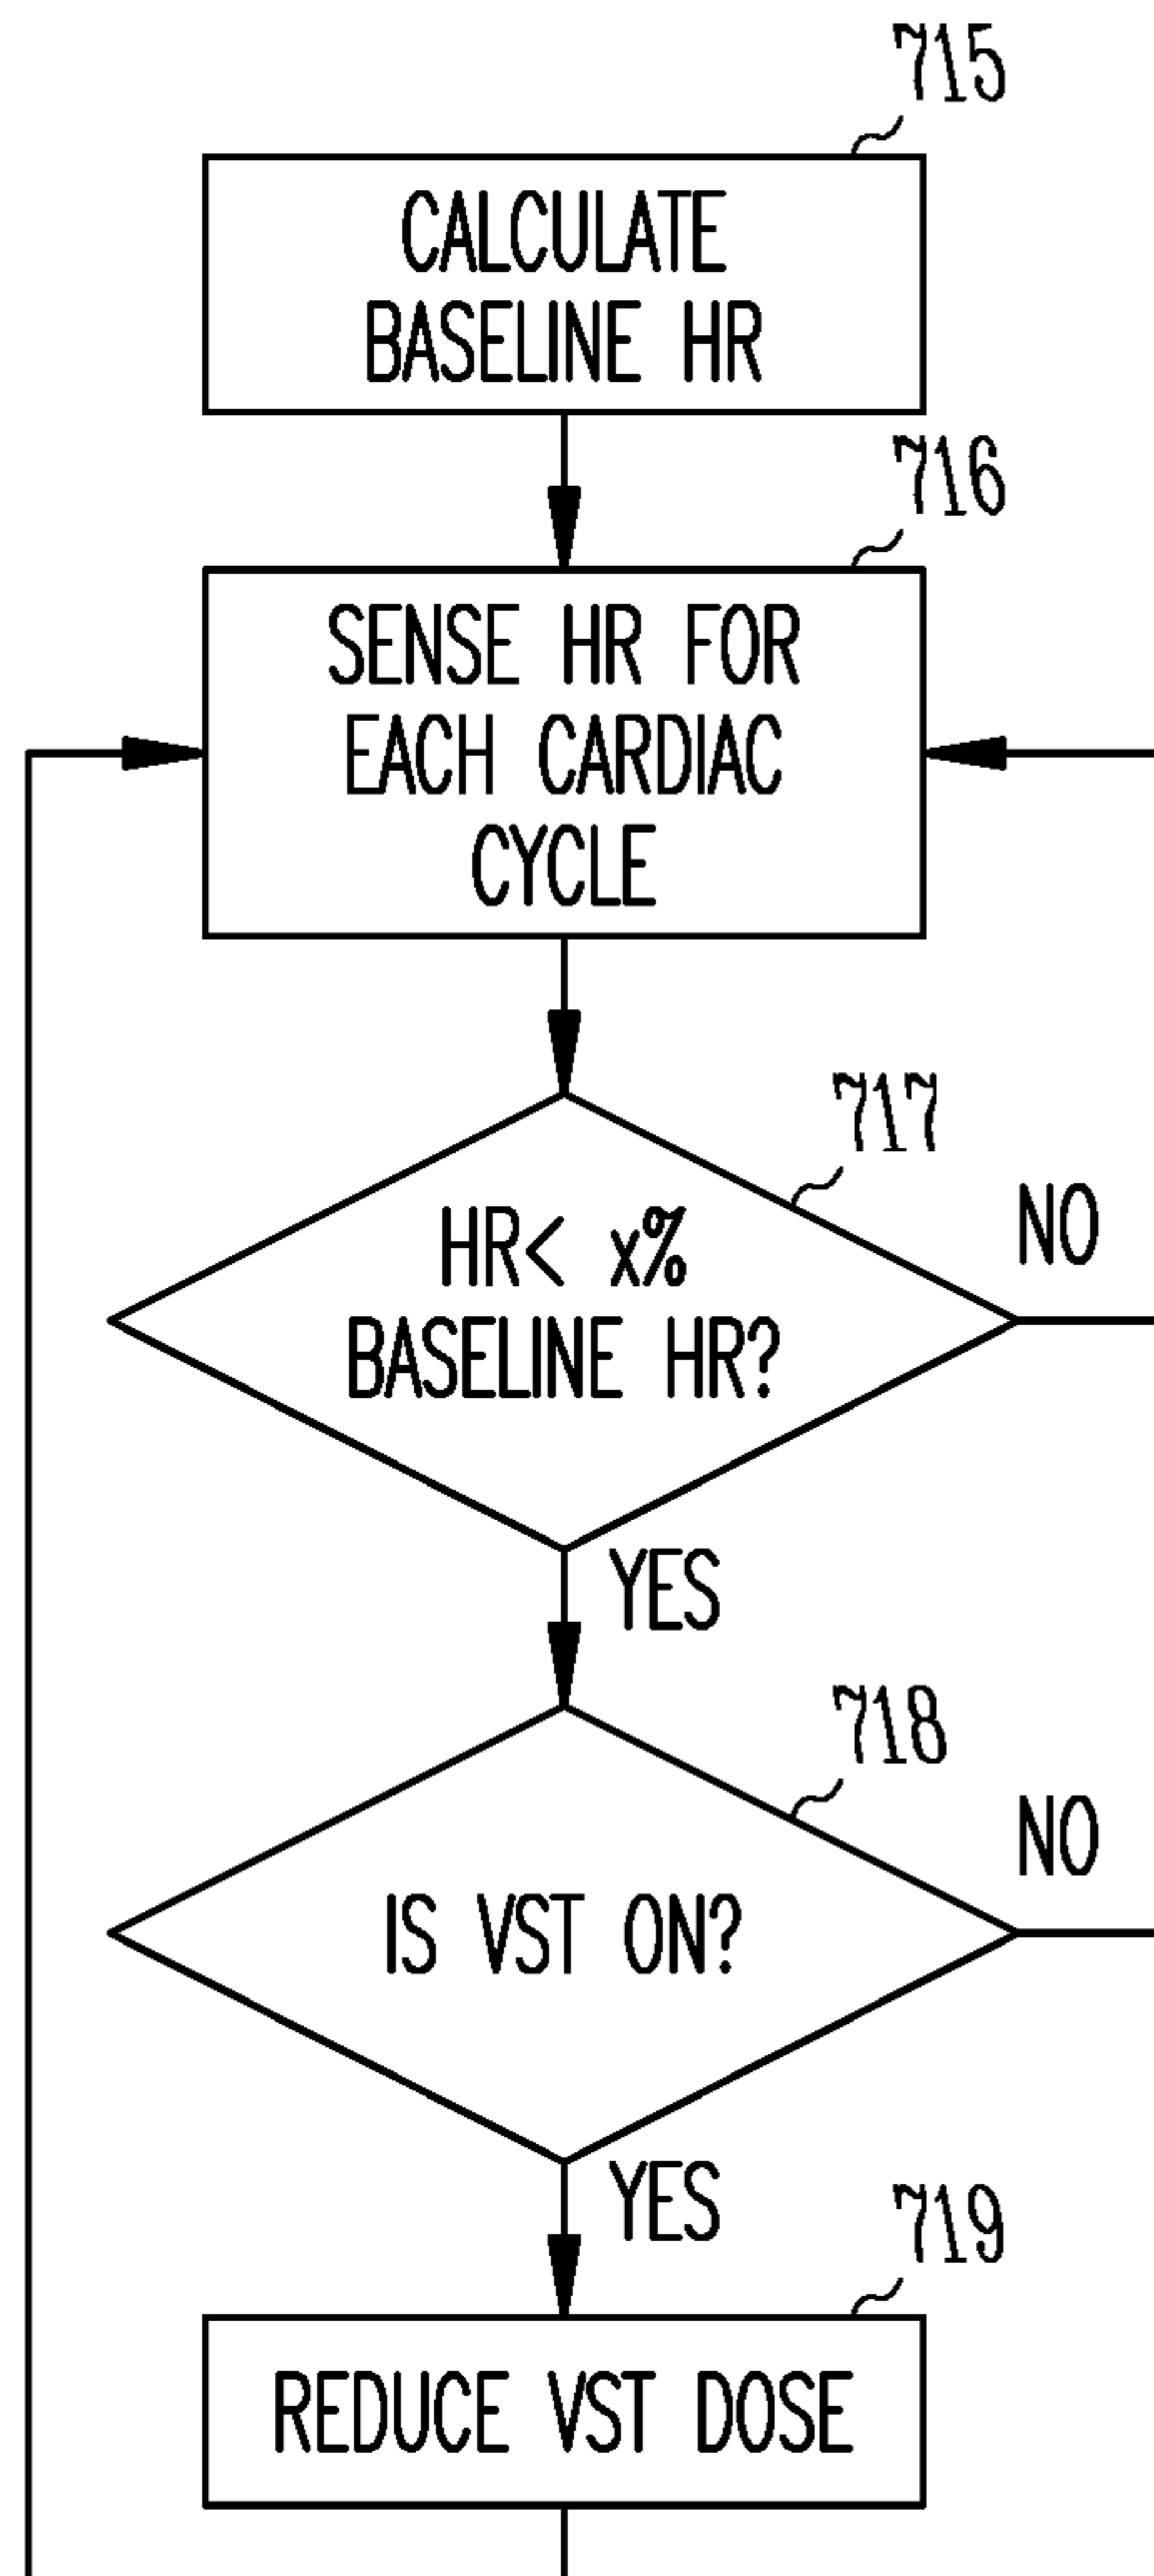 715
CALCULATE
BASELINE HR
716
SENSE HR FOR
EACH CARDIAC
CYCLE
717
HR< x%
BASELINE HR?
NO
YES
718
IS VST ON?
NO
YES
719
REDUCE VST DOSE